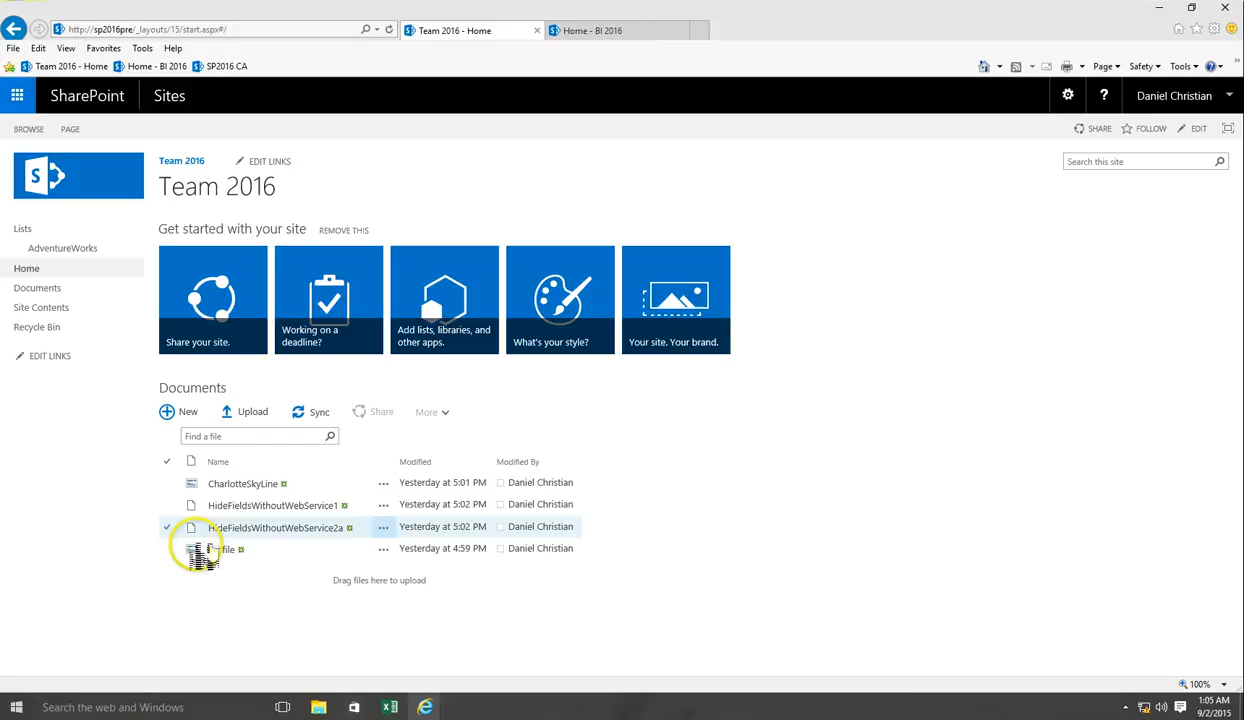 http://sp2016pre/_layouts/15/start.aspx#/
Team 2016 - Home
Home - BI 2016
File Edit View Favorites Tools Help
Team 2016 - Home Home - BI 2016 SP2016 CA
Page Safety Tools
SharePoint Sites
? Daniel Christian
BROWSE PAGE
SHARE FOLLOW EDIT
Team 2016 EDIT LINKS
Search this site
Team 2016
Lists
AdventureWorks
Home
Documents
Site Contents
Recycle Bin
EDIT LINKS
Get started with your site REMOVE THIS
Share your site.
Working on a
deadline?
Add lists, libraries, and
other apps.
What's your style?
Your site. Your brand.
Documents
New Upload Sync Share More
Find a file
Name Modified Modified By
CharlotteSkyLine ... Yesterday at 5:01 PM Daniel Christian
HideFieldsWithoutWebService1 ... Yesterday at 5:02 PM Daniel Christian
HideFieldsWithoutWebService2a ... Yesterday at 5:02 PM Daniel Christian
file ... Yesterday at 4:59 PM Daniel Christian
Drag files here to upload
100%
Search the web and Windows
1:05 AM
9/2/2015